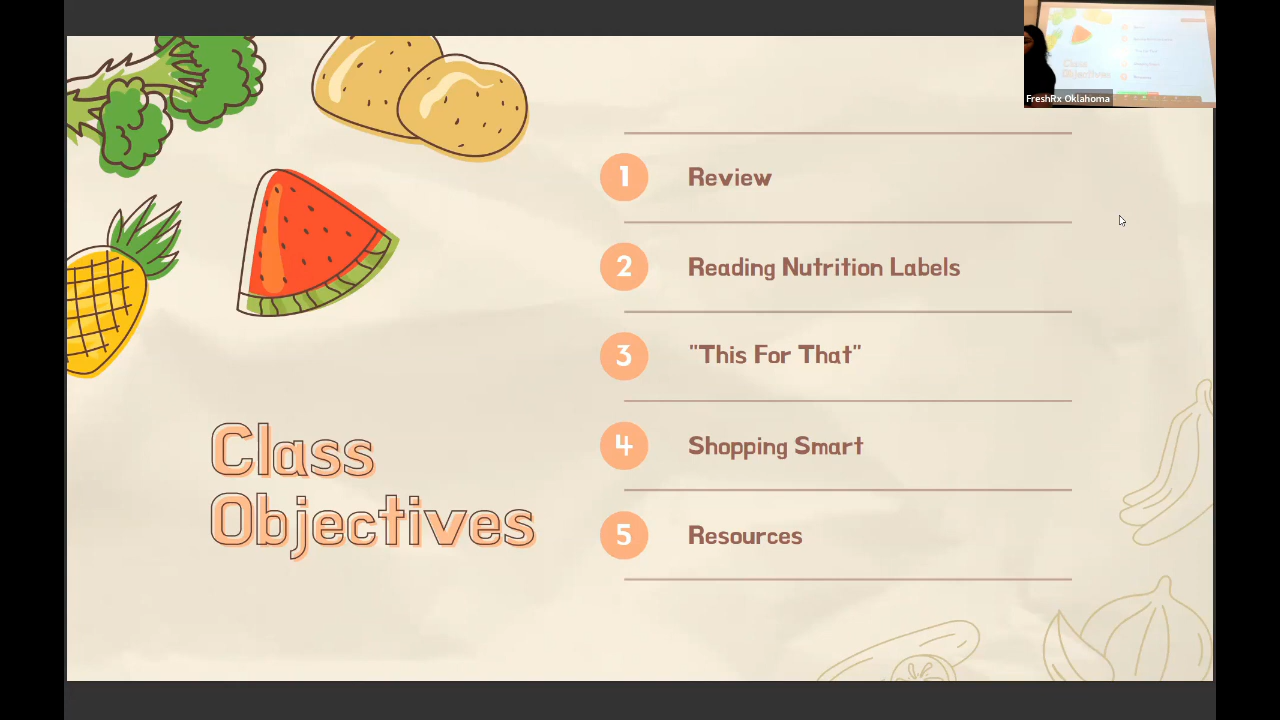 FreshRx Oklahoma
1 Review
2 Reading Nutrition Labels
3 "This For That"
4 Shopping Smart
5 Resources
Class
Objectives